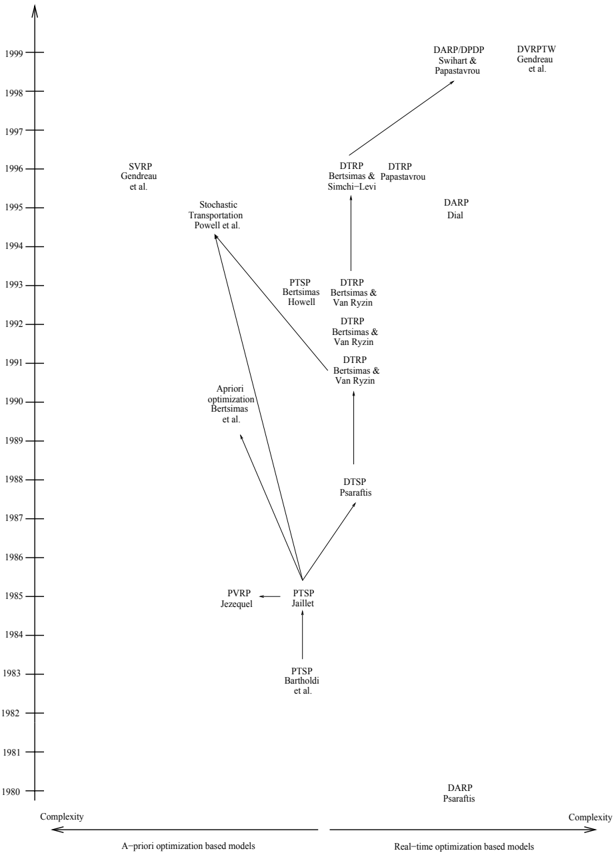 1999
DARP/DPDP
Swihart &
Papastavrou
DVRPTW
Gendreau
et al.
1998
1997
1996
SVRP
Gendreau
et al.
DTRP
Bertsimas &
Simchi−Levi
DTRP
Papastavrou
1995
Stochastic
Transportation
Powell et al.
DARP
Dial
1994
1993
PTSP
Bertsimas
Howell
DTRP
Bertsimas &
Van Ryzin
1992
DTRP
Bertsimas &
Van Ryzin
1991
DTRP
Bertsimas &
Van Ryzin
1990
Apriori
optimization
Bertsimas
et al.
1989
1988
DTSP
Psaraftis
1987
1986
1985
PVRP
Jezequel
PTSP
Jaillet
1984
1983
PTSP
Bartholdi
et al.
1982
1981
1980
DARP
Psaraftis
Complexity
Complexity
A−priori optimization based models
Real−time optimization based models